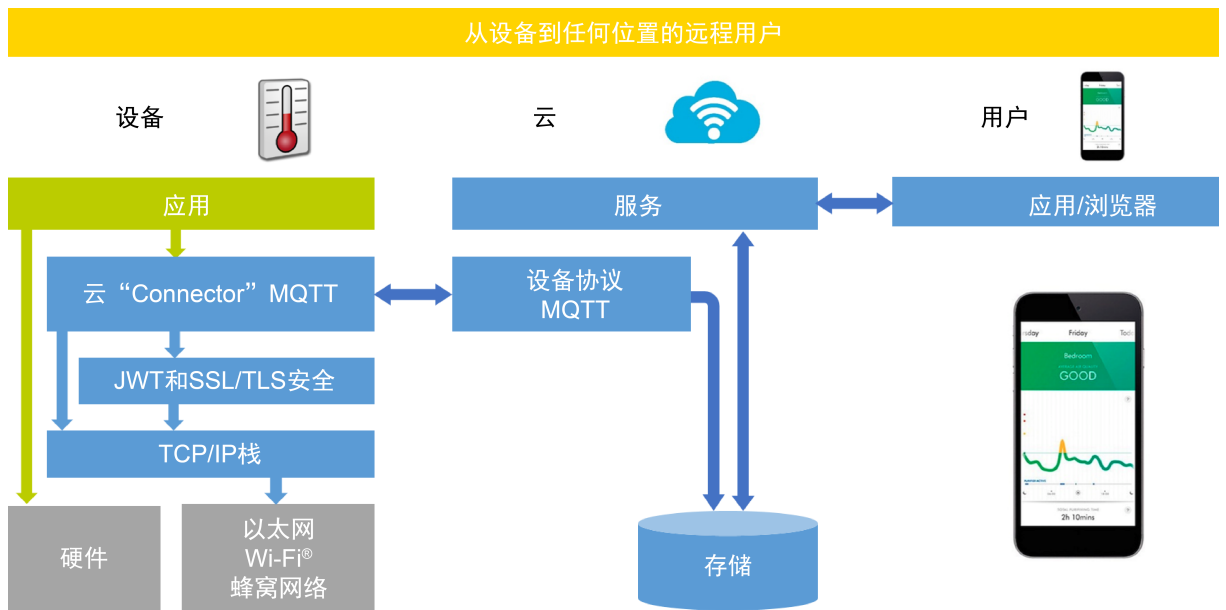 从设备到任何位置的远程用户
设备
云
用户
应用
服务
应用/浏览器
云“Connector”MQTT
设备协议
MQTT
JWT和SSL/TLS安全
TCP/IP栈
硬件
以太网
Wi-Fi®
蜂窝网络
存储
sday Friday Tod
Bedroom
GOOD
2h 10mins